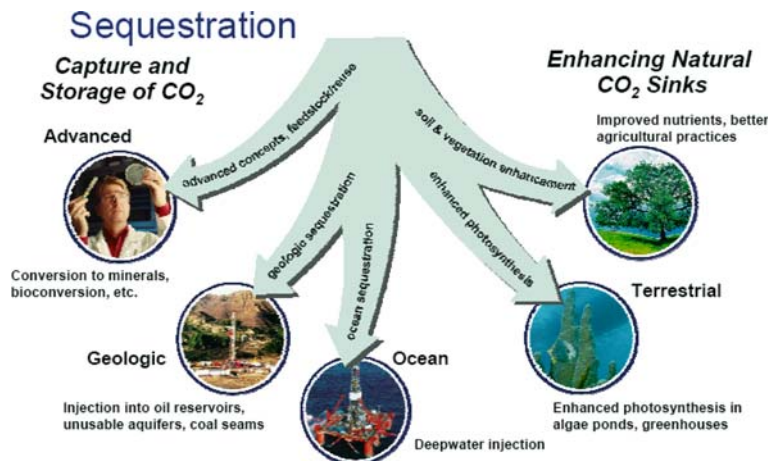 Sequestration
Capture and
Storage of CO₂
Enhancing Natural
CO₂ Sinks
Advanced
advanced concepts, feedstock/reuse
Conversion to minerals,
bioconversion, etc.
geologic sequestration
Geologic
Injection into oil reservoirs,
unusable aquifers, coal seams
ocean sequestration
Ocean
Deepwater injection
soil & vegetation enhancement
Improved nutrients, better
agricultural practices
enhanced photosynthesis
Terrestrial
Enhanced photosynthesis in
algae ponds, greenhouses